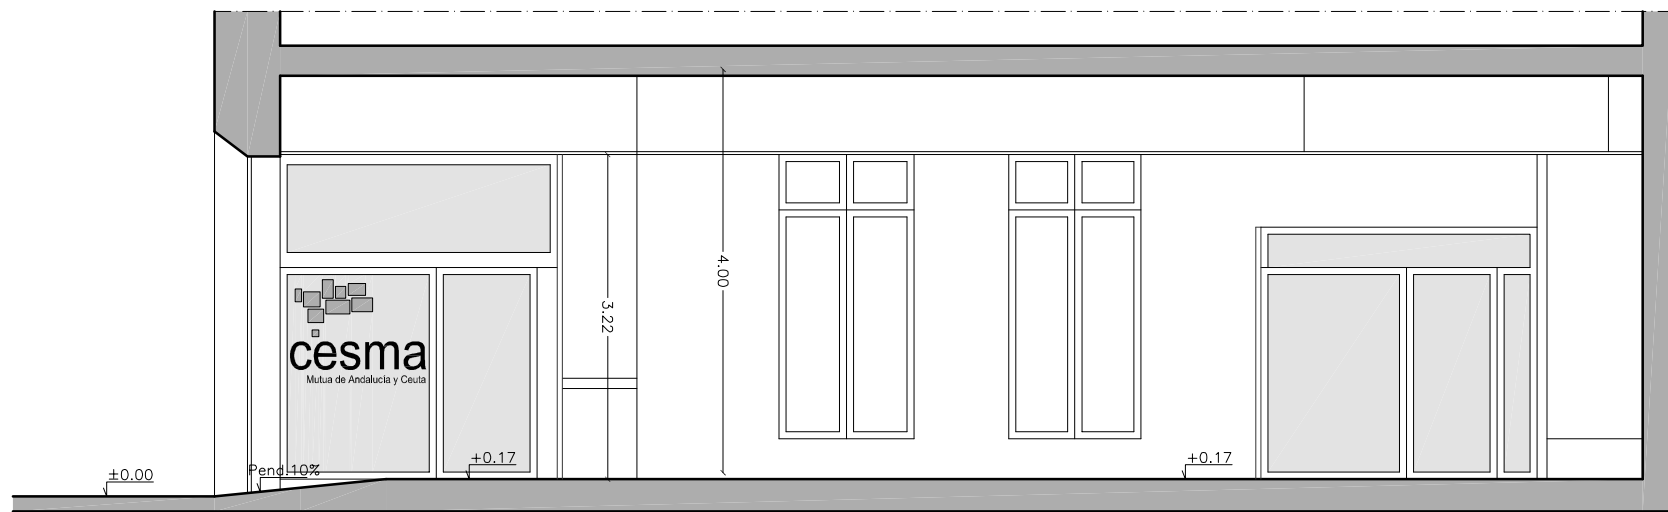 4.00
3.22
cesma
Mutua de Andalucia y Ceuta
+0.17
+0.17
Pend.10%
±0.00